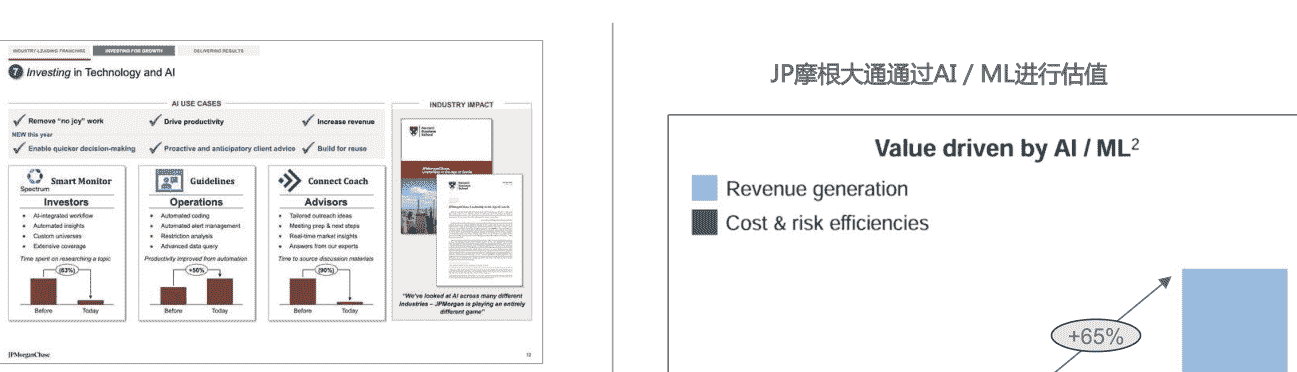 INDUSTRY-LEADING FRANCHISE INVESTING FOR GROWTH DELIVERING RESULTS
7 Investing in Technology and AI
AI USE CASES
Remove “no joy” work Drive productivity Increase revenue
NEW this year
Enable quicker decision-making Proactive and anticipatory client advice Build for reuse
Spectrum Smart Monitor
Investors
• AI-integrated workflow
• Automated insights
• Custom universes
• Extensive coverage
Time spent on researching a topic
(83%)
Before Today
Guidelines
Operations
• Automated coding
• Automated alert management
• Restriction analysis
• Advanced data query
Productivity improved from automation
+50%
Before Today
Connect Coach
Advisors
• Tailored outreach ideas
• Meeting prep & next steps
• Real-time market insights
• Answers from our experts
Time to source discussion materials
(90%)
Before Today
INDUSTRY IMPACT
Harvard
Business
School
“We've looked at AI across many different
industries – JPMorgan is playing an entirely
different game”
JPMorganChase
JP摩根大通通过AI / ML进行估值
Value driven by AI / ML2
Revenue generation
Cost & risk efficiencies
+65%